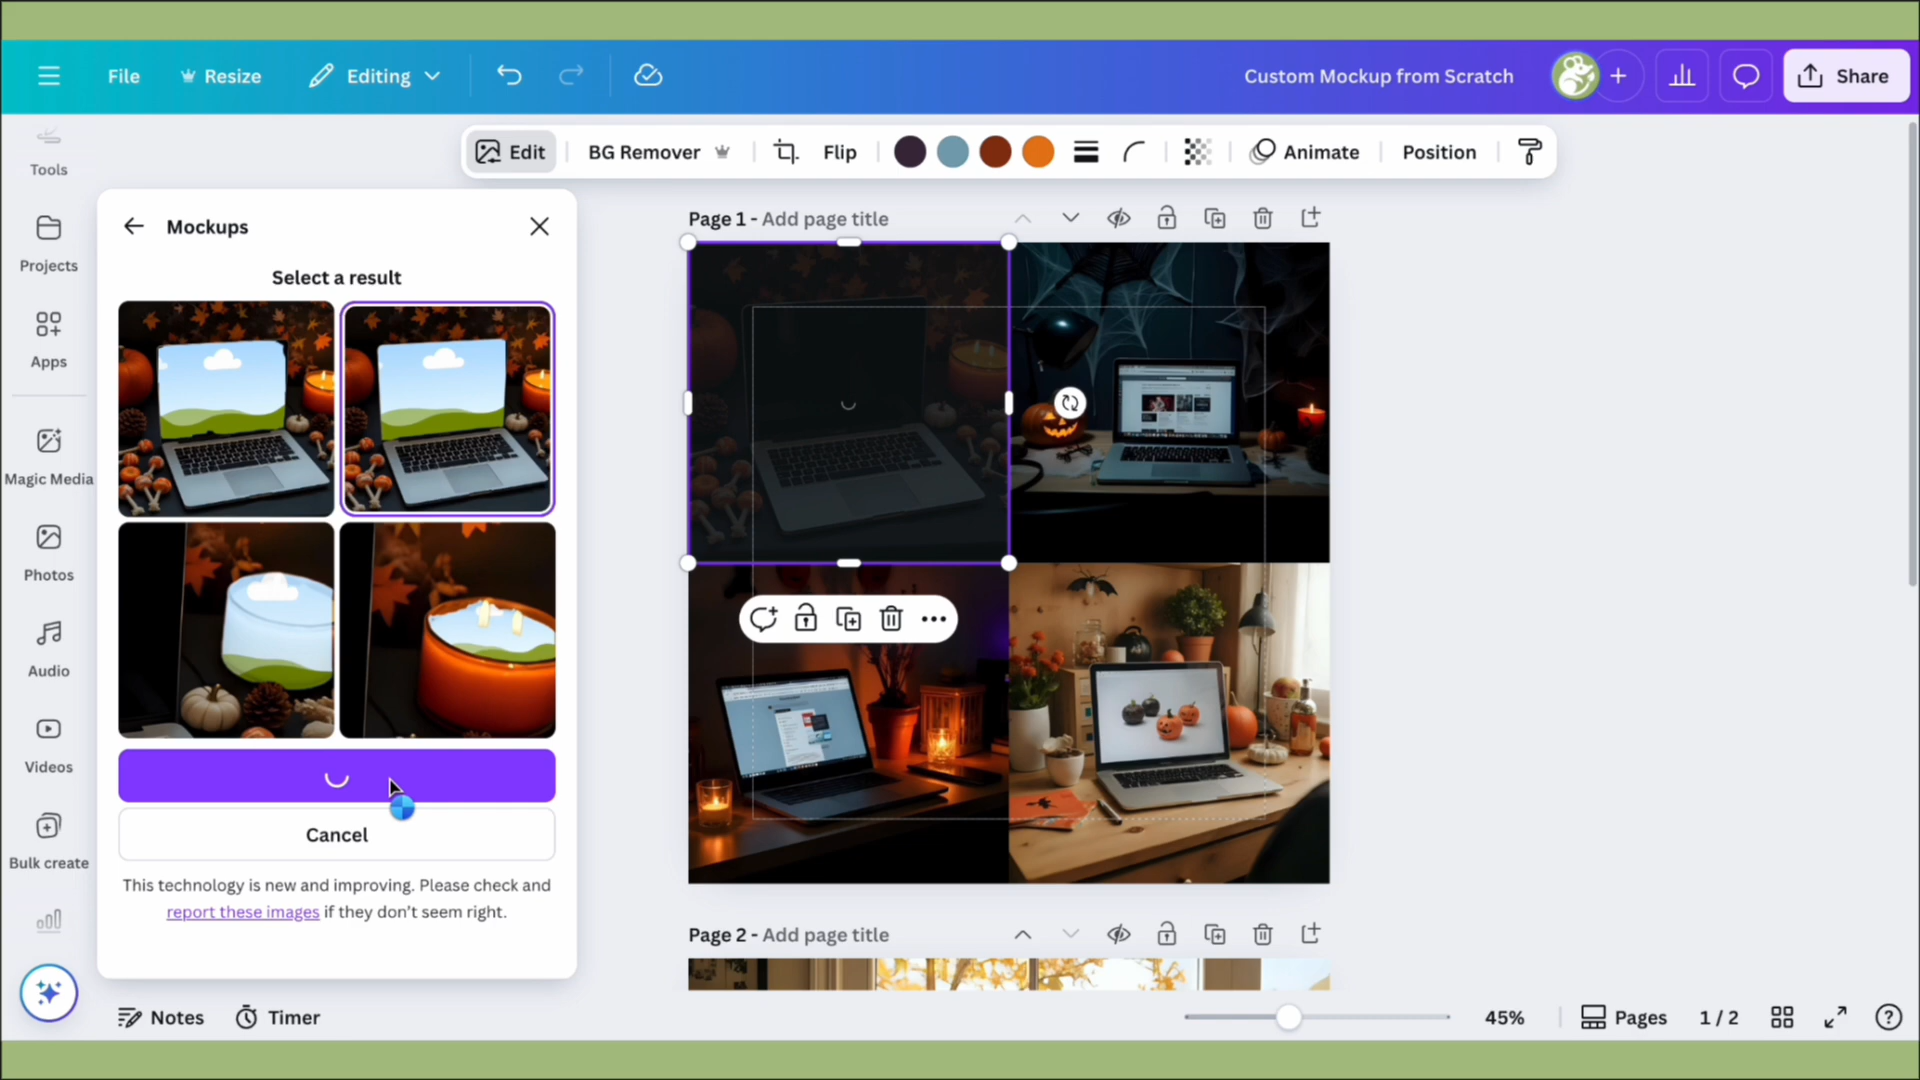 File
Resize
Editing
Custom Mockup from Scratch
Share
Edit
BG Remover
Flip
Animate
Position
Tools
Projects
Apps
Magic Media
Photos
Audio
Videos
Bulk create
Mockups
Select a result
Cancel
This technology is new and improving. Please check and
report these images if they don't seem right.
Page 1 - Add page title
Page 2 - Add page title
Notes
Timer
45%
Pages
1 / 2